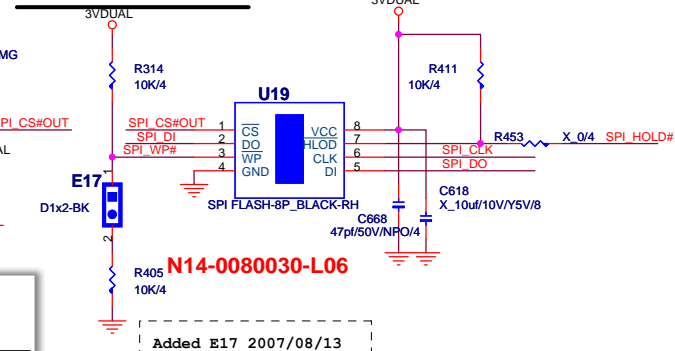 3VDUAL
3VDUAL
MG
R314
10K/4
R411
10K/4
U19
PI_CS#OUT
SPI_CS#OUT
SPI_DI
SPI_WP#
1
2
3
4
CS
DO
WP
GND
VCC
HLOD
CLK
DI
8
7
6
5
R453
X_0/4
SPI_HOLD#
SPI_CLK
SPI_DO
AL
1
E17
D1x2-BK
2
SPI FLASH-8P_BLACK-RH
C618
X_10uf/10V/Y5V/8
C668
47pf/50V/NPO/4
N14-0080030-L06
R405
10K/4
Added E17 2007/08/13